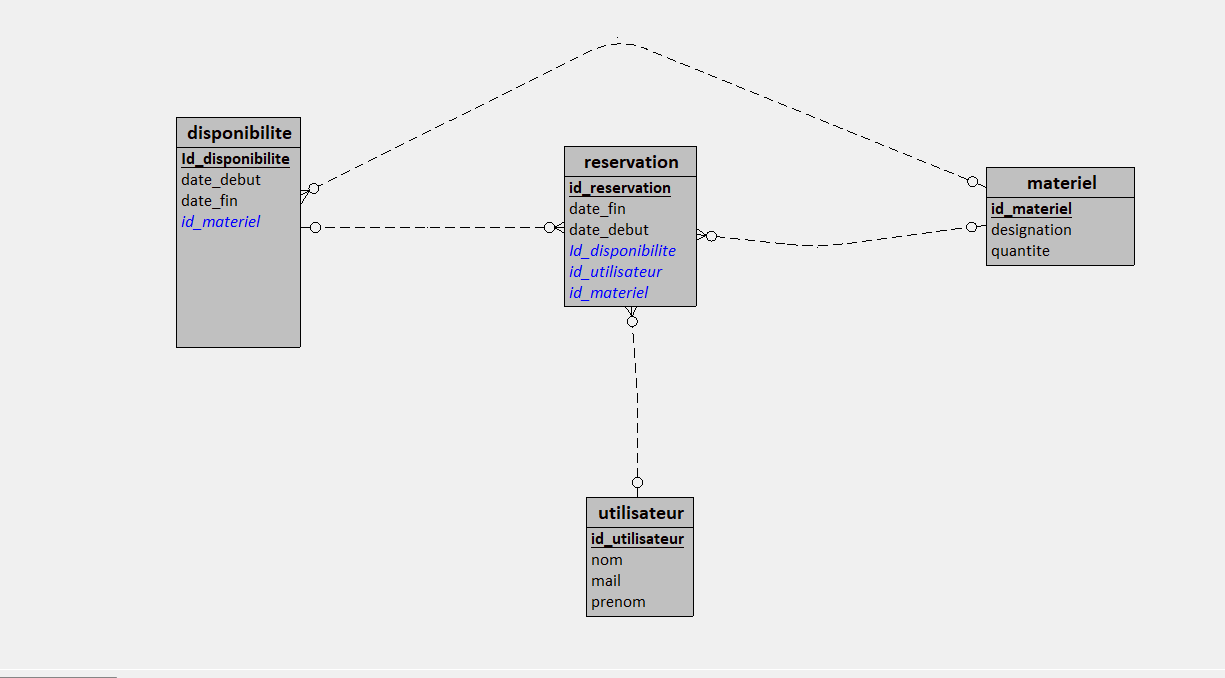 disponibilite
Id_disponibilite
date_debut
date_fin
id_materiel
reservation
id_reservation
date_fin
date_debut
Id_disponibilite
id_utilisateur
id_materiel
materiel
id_materiel
designation
quantite
utilisateur
id_utilisateur
nom
mail
prenom